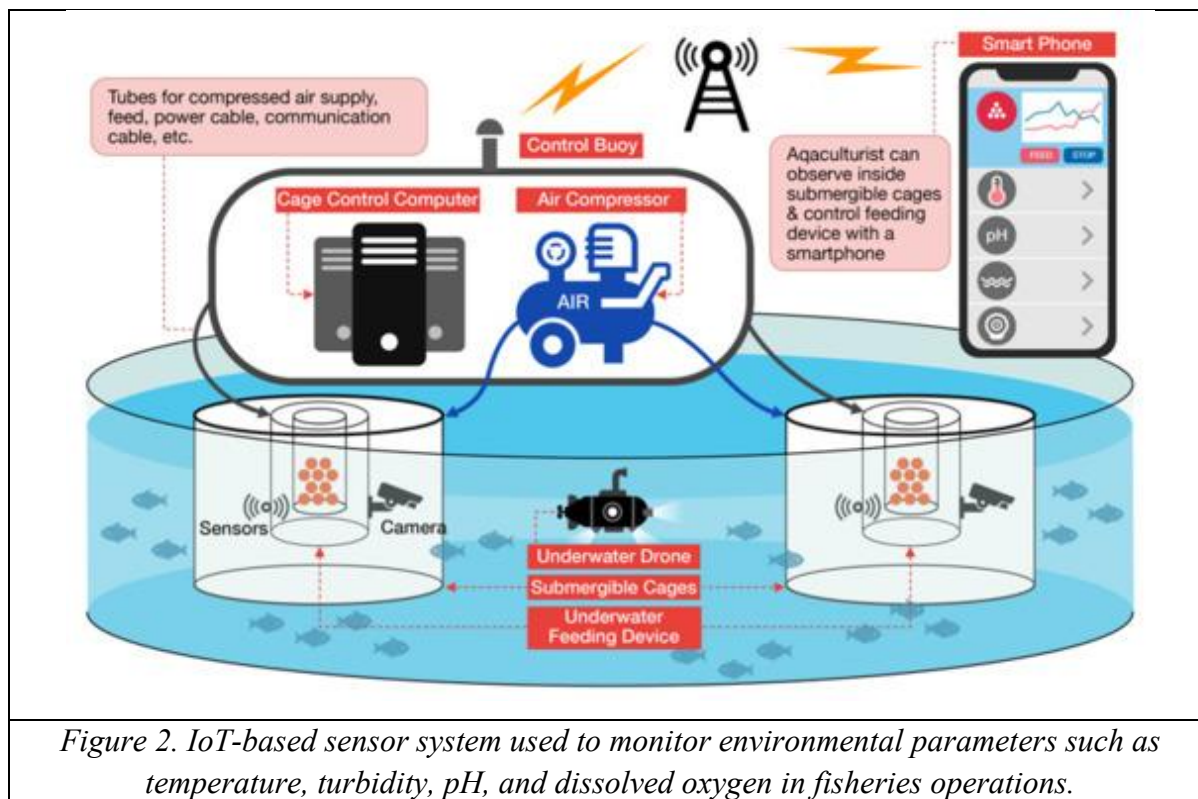 Smart Phone
Tubes for compressed air supply,
feed, power cable, communication
cable, etc.
Control Buoy
Aqaculturist can
observe inside
submergible cages
& control feeding
device with a
smartphone
FEED
STOP
pH
Cage Control Computer
Air Compressor
AIR
Sensors
Camera
Underwater Drone
Submergible Cages
Underwater
Feeding Device
Figure 2. IoT-based sensor system used to monitor environmental parameters such as
temperature, turbidity, pH, and dissolved oxygen in fisheries operations.